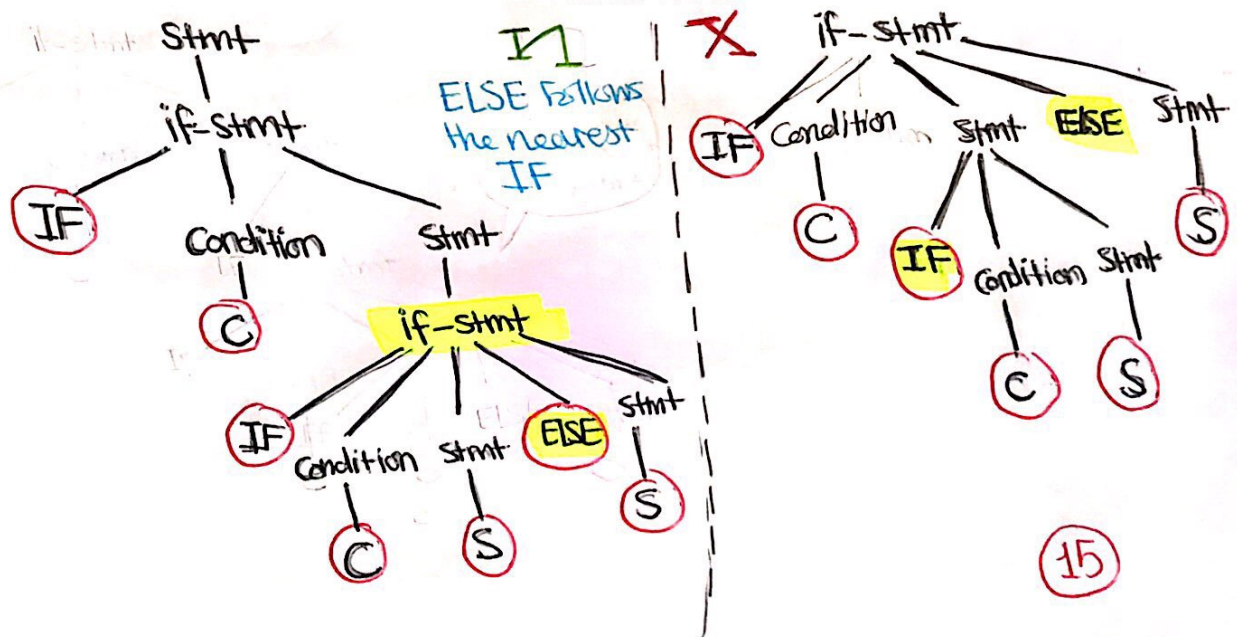 Stmt
if-stmt
IF
Condition
Stmt
C
if-stmt
IF
Condition
Stmt
ELSE
Stmt
C
S
S
ELSE Follows
the nearest
IF
X
if-stmt
IF
Condition
Stmt
ELSE
Stmt
C
IF
Condition
Stmt
S
C
S
15